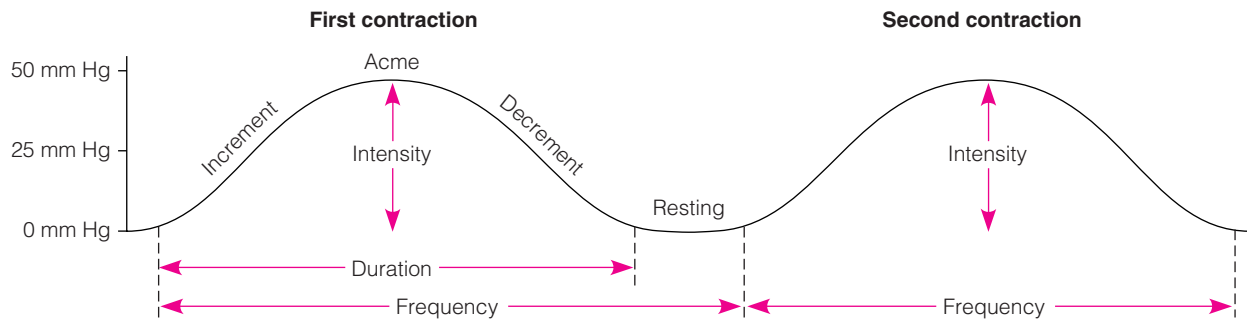 First contraction
Second contraction
50 mm Hg
Acme
Increment
Decrement
25 mm Hg
Intensity
Intensity
Resting
0 mm Hg
Duration
Frequency
Frequency